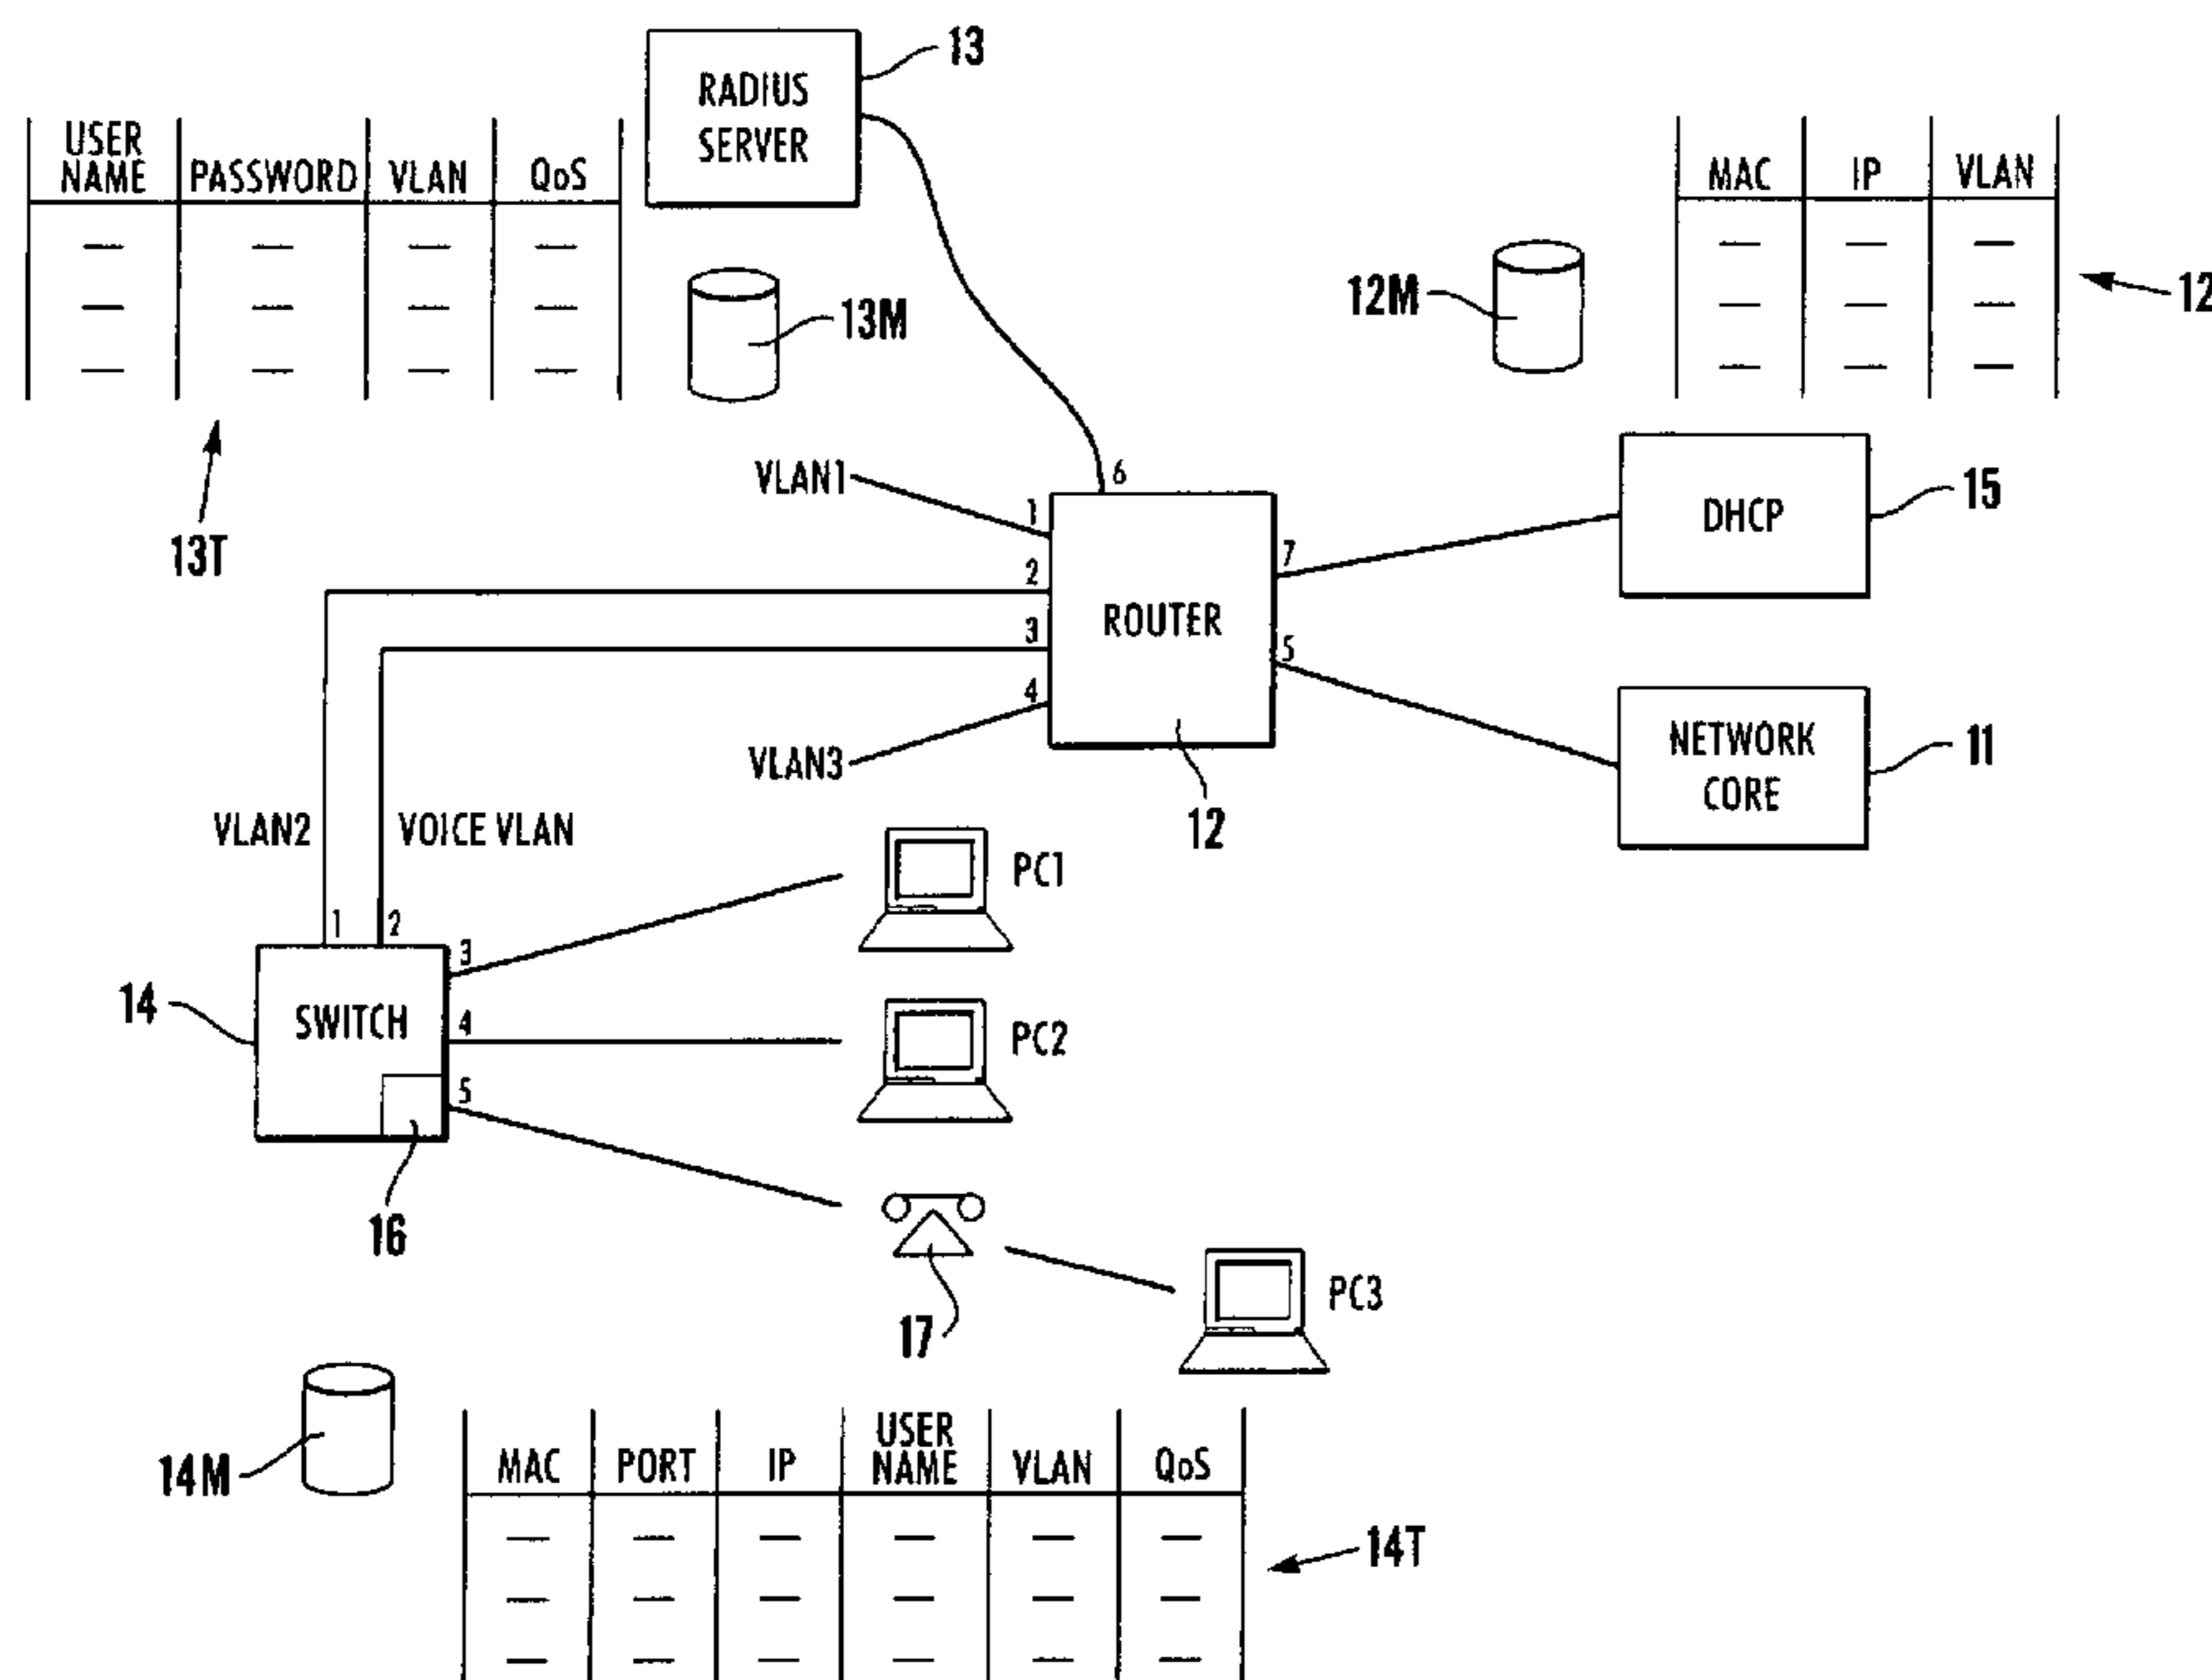 RADIUS
SERVER
13
USER
NAME
PASSWORD
VLAN
QoS
13T
13M
12M
MAC
IP
VLAN
12
DHCP
15
VLAN1
1
2
3
4
5
6
7
ROUTER
12
VLAN3
NETWORK
CORE
11
VLAN2
VOICE VLAN
1
2
3
4
5
SWITCH
14
16
PC1
PC2
17
PC3
14M
MAC
PORT
IP
USER
NAME
VLAN
QoS
14T